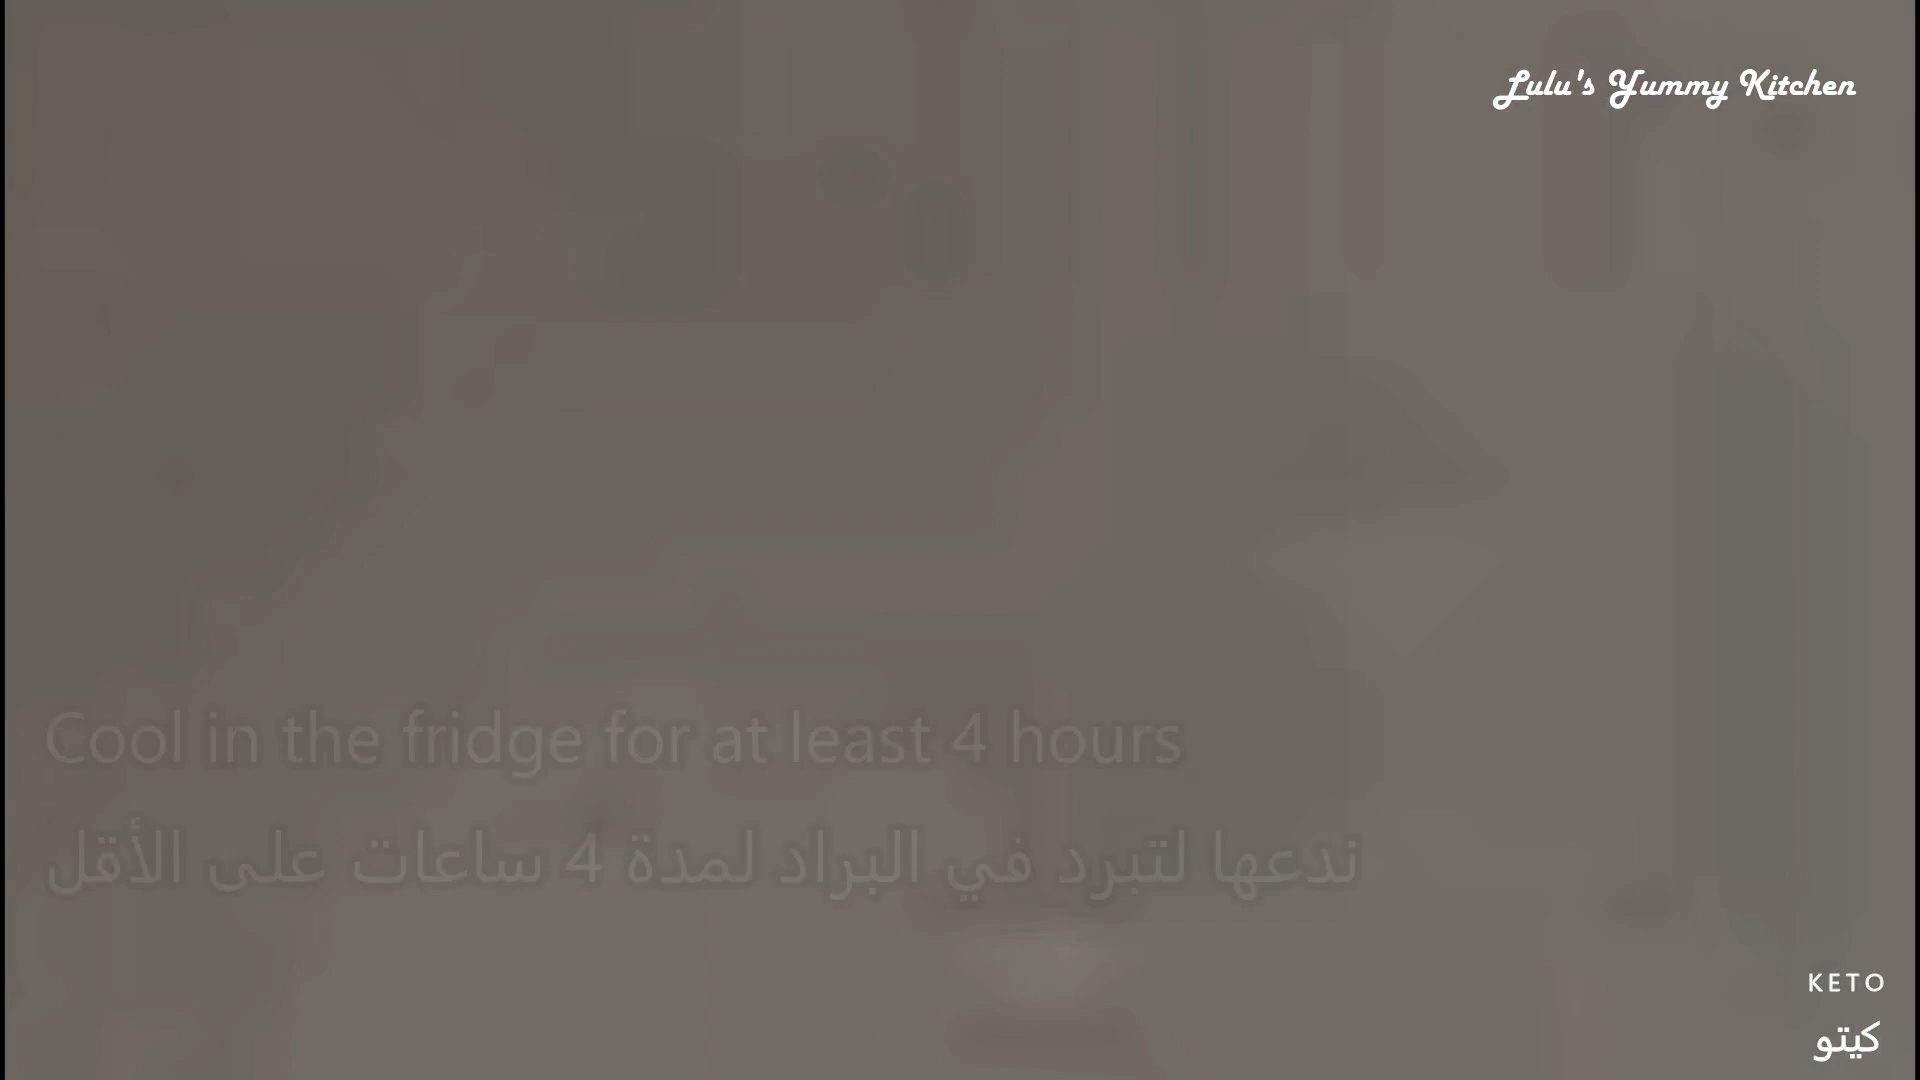 Lulu's Yummy Kitchen
Cool in the fridge for at least 4 hours
ندعها لتبرد في البراد لمدة 4 ساعات على الأقل
KETO
كيتو